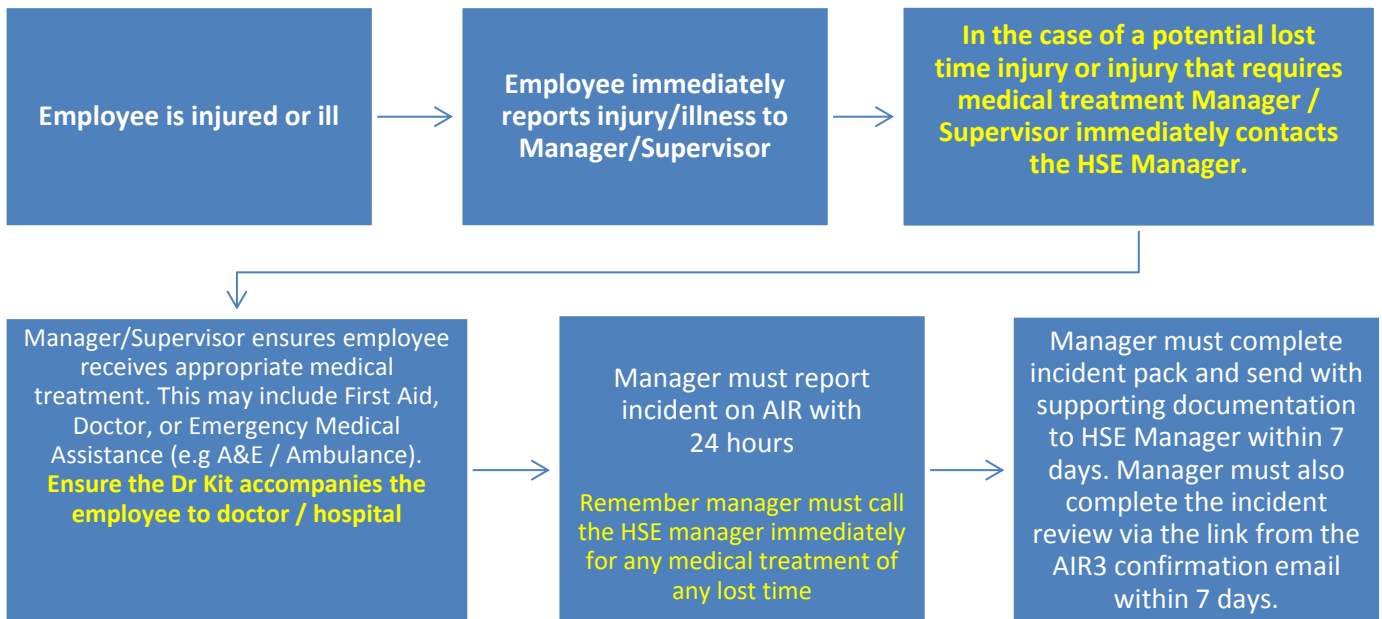 Employee is injured or ill
Employee immediately
reports injury/illness to
Manager/Supervisor
In the case of a potential lost
time injury or injury that requires
medical treatment Manager /
Supervisor immediately contacts
the HSE Manager.
Manager/Supervisor ensures employee
receives appropriate medical
treatment. This may include First Aid,
Doctor, or Emergency Medical
Assistance (e.g A&E / Ambulance).
Ensure the Dr Kit accompanies the
employee to doctor / hospital
Manager must report
incident on AIR with
24 hours
Remember manager must call
the HSE manager immediately
for any medical treatment of
any lost time
Manager must complete
incident pack and send with
supporting documentation
to HSE Manager within 7
days. Manager must also
complete the incident
review via the link from the
AIR3 confirmation email
within 7 days.